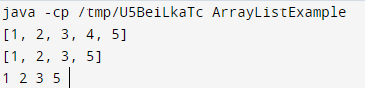 java -cp /tmp/U5BeiLkaTc ArrayListExample
[1, 2, 3, 4, 5]
[1, 2, 3, 5]
1 2 3 5